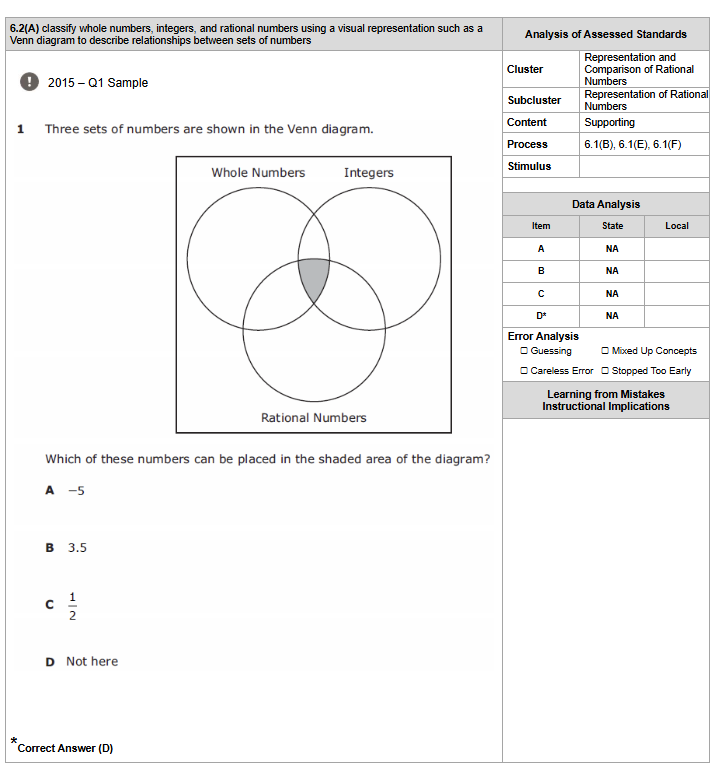 6.2(A) classify whole numbers, integers, and rational numbers using a visual representation such as a
Venn diagram to describe relationships between sets of numbers
! 2015 – Q1 Sample
1 Three sets of numbers are shown in the Venn diagram.
Whole Numbers Integers
Rational Numbers
Which of these numbers can be placed in the shaded area of the diagram?
A −5
B 3.5
C 1
2
D Not here
*Correct Answer (D)
Analysis of Assessed Standards
Cluster
Representation and
Comparison of Rational
Numbers
Subcluster
Representation of Rational
Numbers
Content Supporting
Process 6.1(B), 6.1(E), 6.1(F)
Stimulus
Data Analysis
Item State Local
A NA
B NA
C NA
D* NA
Error Analysis
□ Guessing □ Mixed Up Concepts
□ Careless Error □ Stopped Too Early
Learning from Mistakes
Instructional Implications